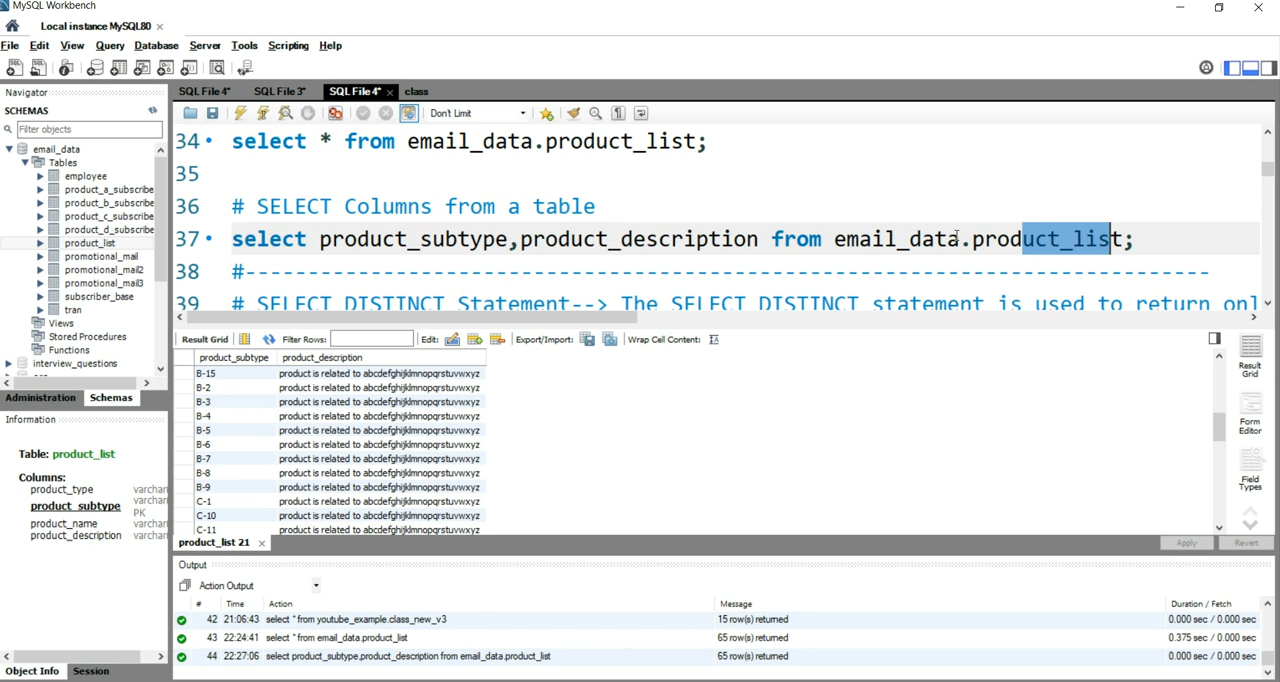 MySQL Workbench
Local instance MySQL80 ×
File Edit View Query Database Server Tools Scripting Help
Navigator
SCHEMAS
Filter objects
email_data
Tables
employee
product_a_subscribe
product_b_subscribe
product_c_subscribe
product_d_subscribe
product_list
promotional_mail
promotional_mail2
promotional_mail3
subscriber_base
tran
Views
Stored Procedures
Functions
interview_questions
Administration Schemas
Information
Table: product_list
Columns:
product_type varchar
product_subtype varchar
PK
product_name varchar
product_description varchar
Object Info Session
SQL File 4* SQL File 3* SQL File 4* × class
Don't Limit
34 select * from email_data.product_list;
35
36 # SELECT Columns from a table
37 select product_subtype,product_description from email_data.product_list;
38 #-------------------------------------------------------------------------------
39 # SELECT DISTINCT Statement--> The SELECT DISTINCT statement is used to return onl
Result Grid Filter Rows: Edit: Export/Import: Wrap Cell Content:
product_subtype product_description
B-15 product is related to abcdefghijklmnopqrstuvwxyz
B-2 product is related to abcdefghijklmnopqrstuvwxyz
B-3 product is related to abcdefghijklmnopqrstuvwxyz
B-4 product is related to abcdefghijklmnopqrstuvwxyz
B-5 product is related to abcdefghijklmnopqrstuvwxyz
B-6 product is related to abcdefghijklmnopqrstuvwxyz
B-7 product is related to abcdefghijklmnopqrstuvwxyz
B-8 product is related to abcdefghijklmnopqrstuvwxyz
B-9 product is related to abcdefghijklmnopqrstuvwxyz
C-1 product is related to abcdefghijklmnopqrstuvwxyz
C-10 product is related to abcdefghijklmnopqrstuvwxyz
C-11 product is related to abcdefghijklmnopqrstuvwxyz
Result
Grid
Form
Editor
Field
Types
product_list 21 × Apply Revert
Output
Action Output
# Time Action Message Duration / Fetch
42 21:06:43 select * from youtube_example.class_new_v3 15 row(s) returned 0.000 sec / 0.000 sec
43 22:24:41 select * from email_data.product_list 65 row(s) returned 0.375 sec / 0.000 sec
44 22:27:06 select product_subtype,product_description from email_data.product_list 65 row(s) returned 0.000 sec / 0.000 sec